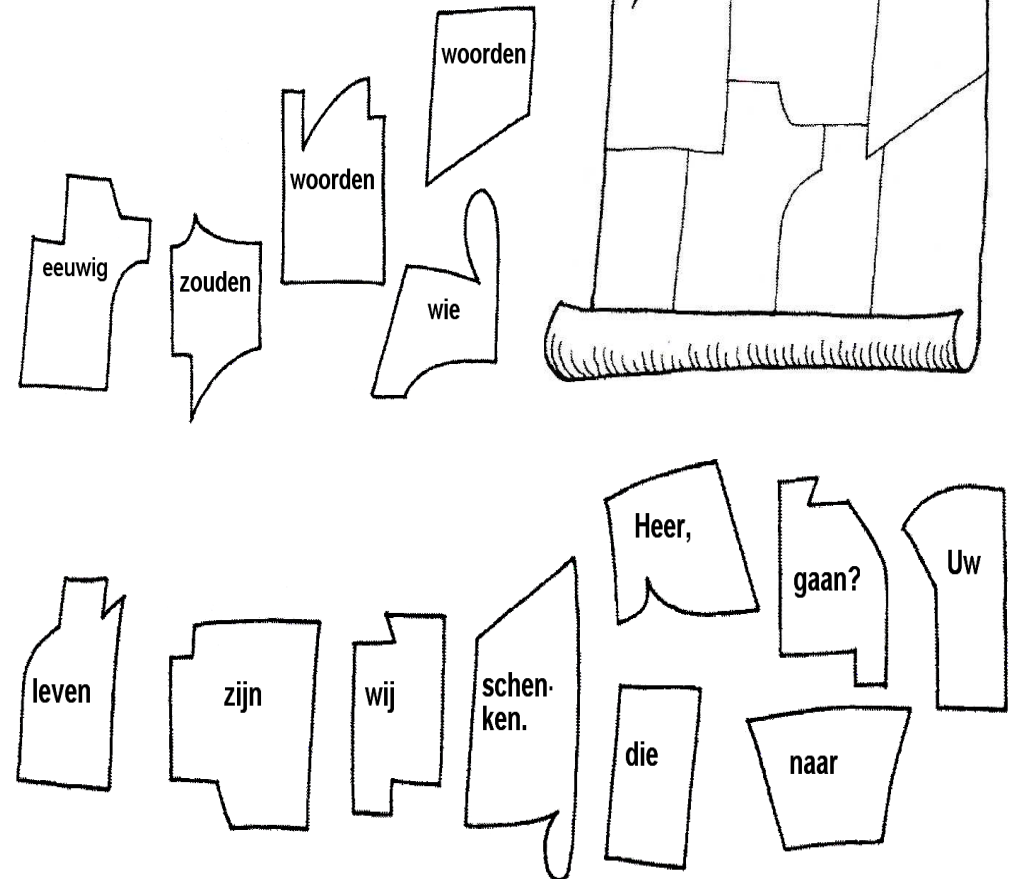 woorden
woorden
eeuwig
zouden
wie
Heer,
gaan?
Uw
leven
zijn
wij
schen-
ken.
die
naar